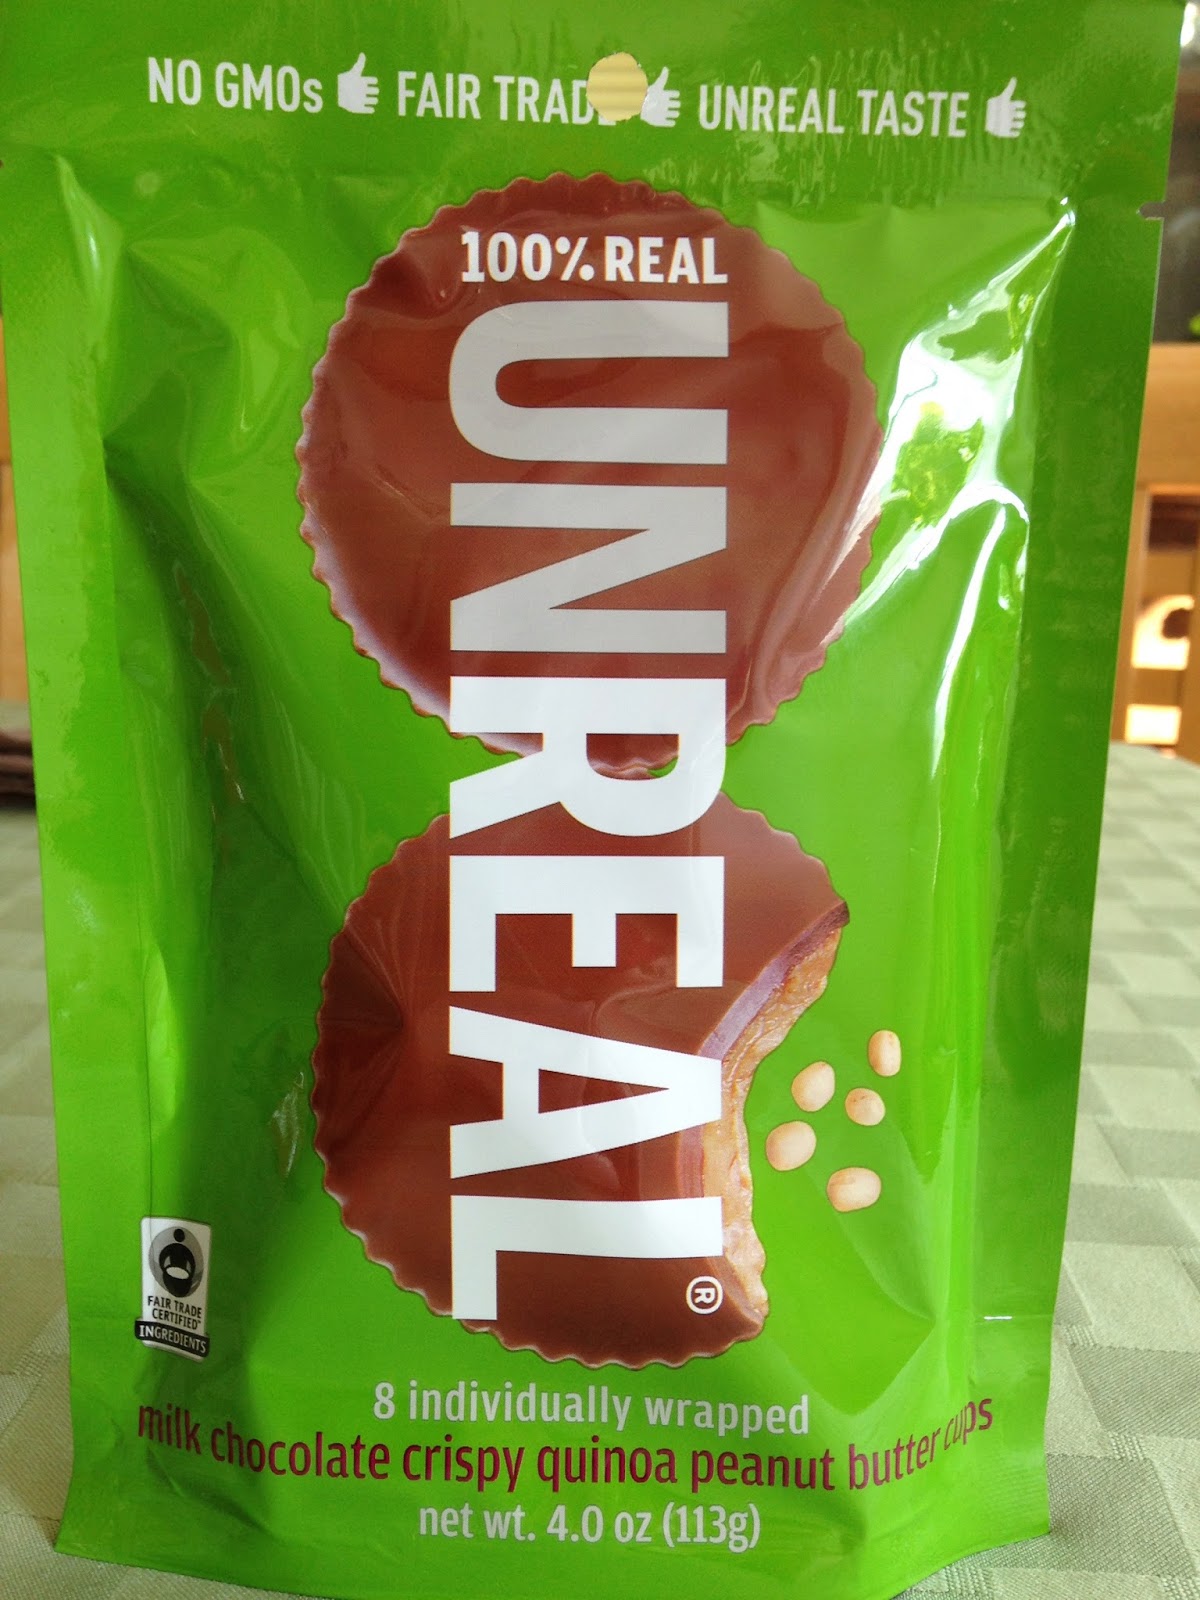 NO GMOs FAIR TRADE UNREAL TASTE
100% REAL
UNREAL®
FAIR TRADE
CERTIFIED™
INGREDIENTS
8 individually wrapped
milk chocolate crispy quinoa peanut butter cups
net wt. 4.0 oz (113g)